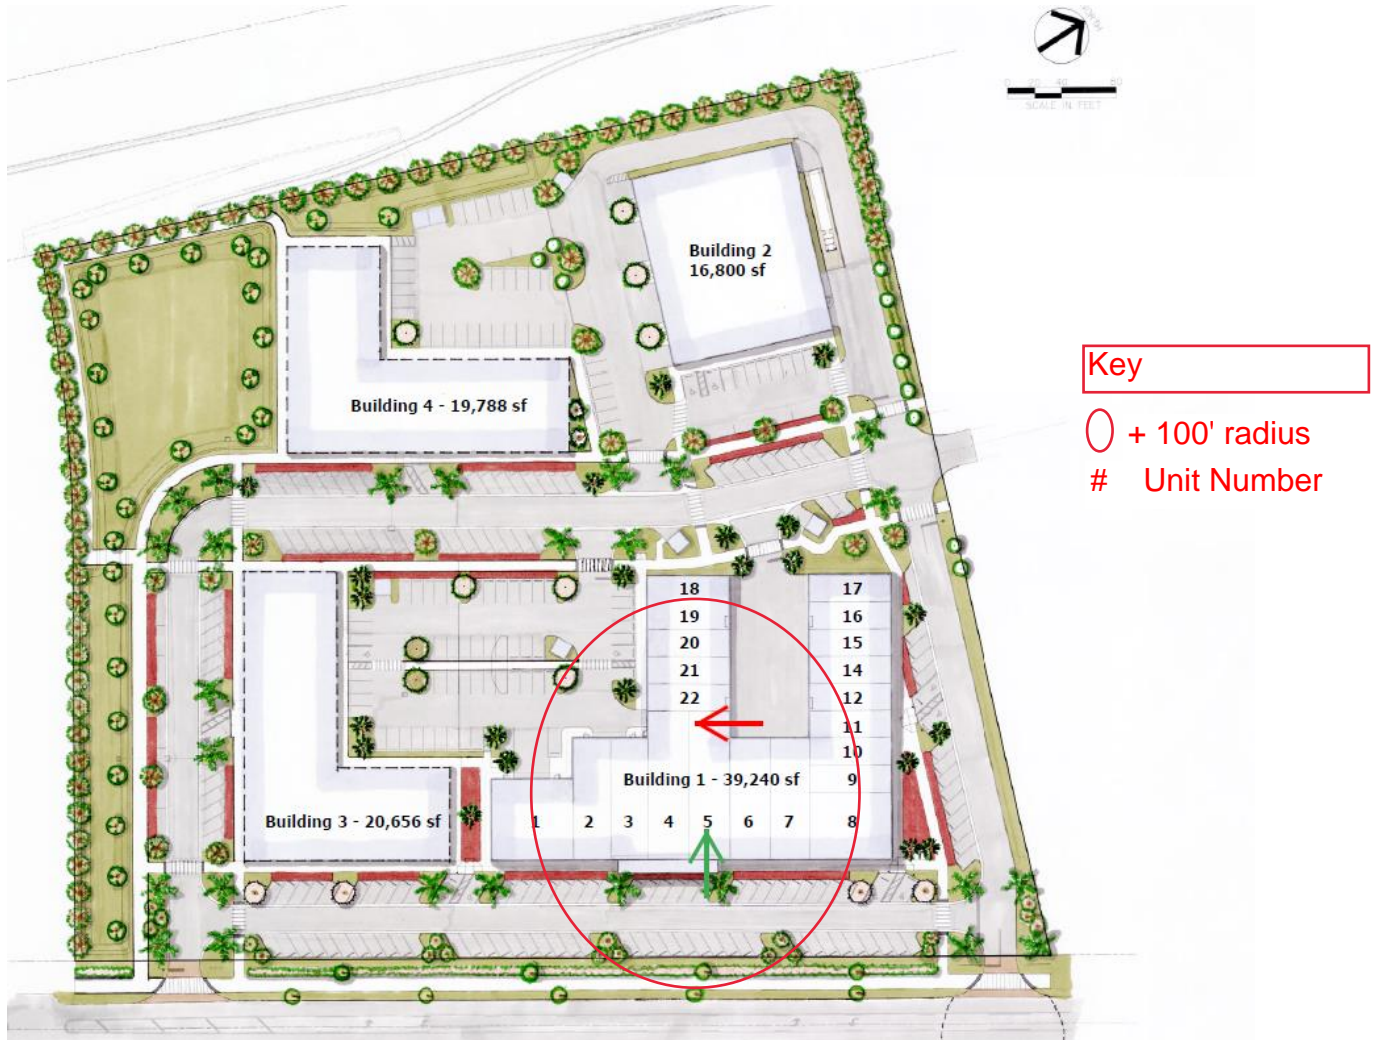 NORTH
0 20 40 80
SCALE IN FEET
Building 2
16,800 sf
Key
+ 100' radius
# Unit Number
Building 4 - 19,788 sf
18
17
19
16
20
15
21
14
22
12
11
10
Building 1 - 39,240 sf
9
Building 3 - 20,656 sf
1 2 3 4 5 6 7 8